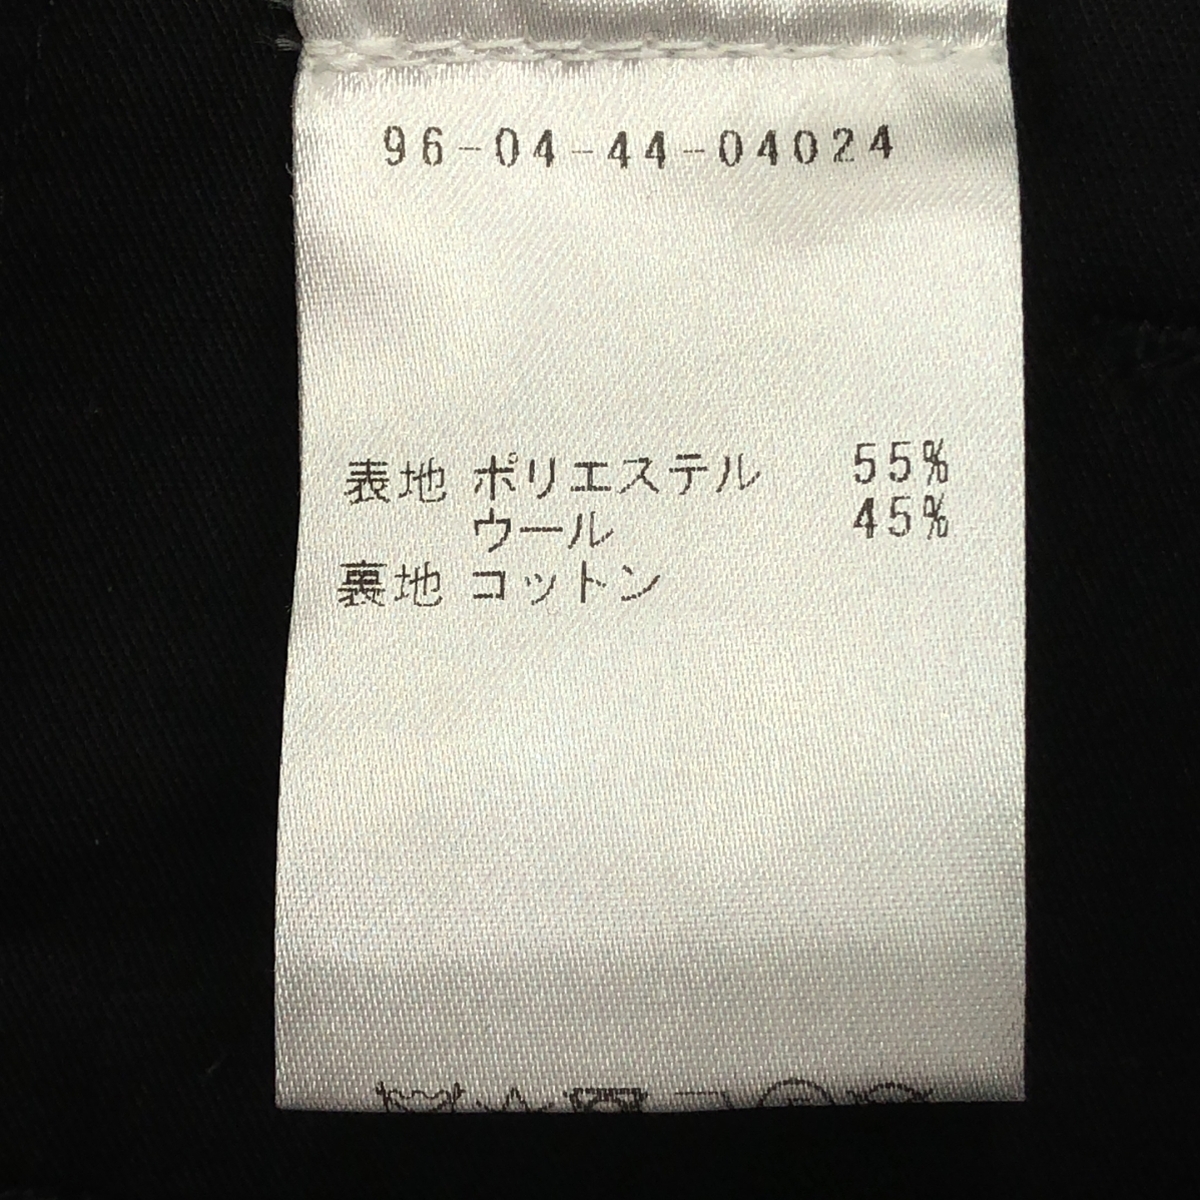 96-04-44-04024
表地 ポリエステル 55%
ウール 45%
裏地 コットン